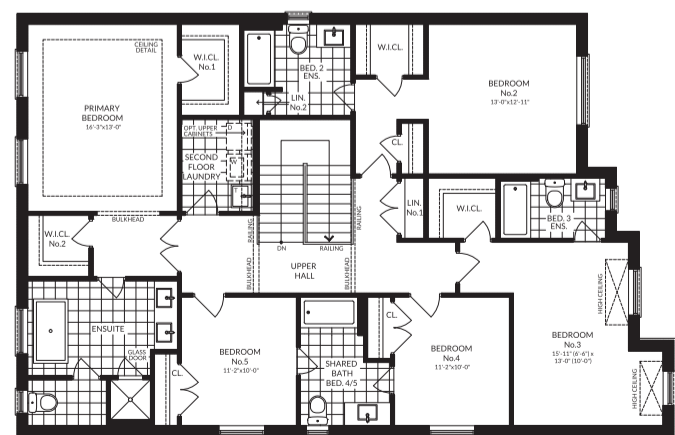 CEILING
DETAIL
W.I.CL.
No.1
BED. 2
ENS.
LIN.
No.2
W.I.CL.
BEDROOM
No.2
13'-0"x12'-11"
PRIMARY
BEDROOM
16'-3"x13'-0"
OPT. UPPER
CABINETS
D
W
T
SECOND
FLOOR
LAUNDRY
CL.
LIN.
No.1
W.I.CL.
BED. 3
ENS.
BULKHEAD
W.I.CL.
No.2
RAILING
RAILING
DN
RAILING
BULKHEAD
BULKHEAD
UPPER
HALL
HIGH CEILING
ENSUITE
GLASS
DOOR
CL.
BEDROOM
No.5
11'-2"x10'-0"
SHARED
BATH
BED. 4/5
CL.
BEDROOM
No.4
11'-2"x10'-0"
BEDROOM
No.3
15'-11" (6'-6") x
13'-0" (10'-0")
HIGH CEILING